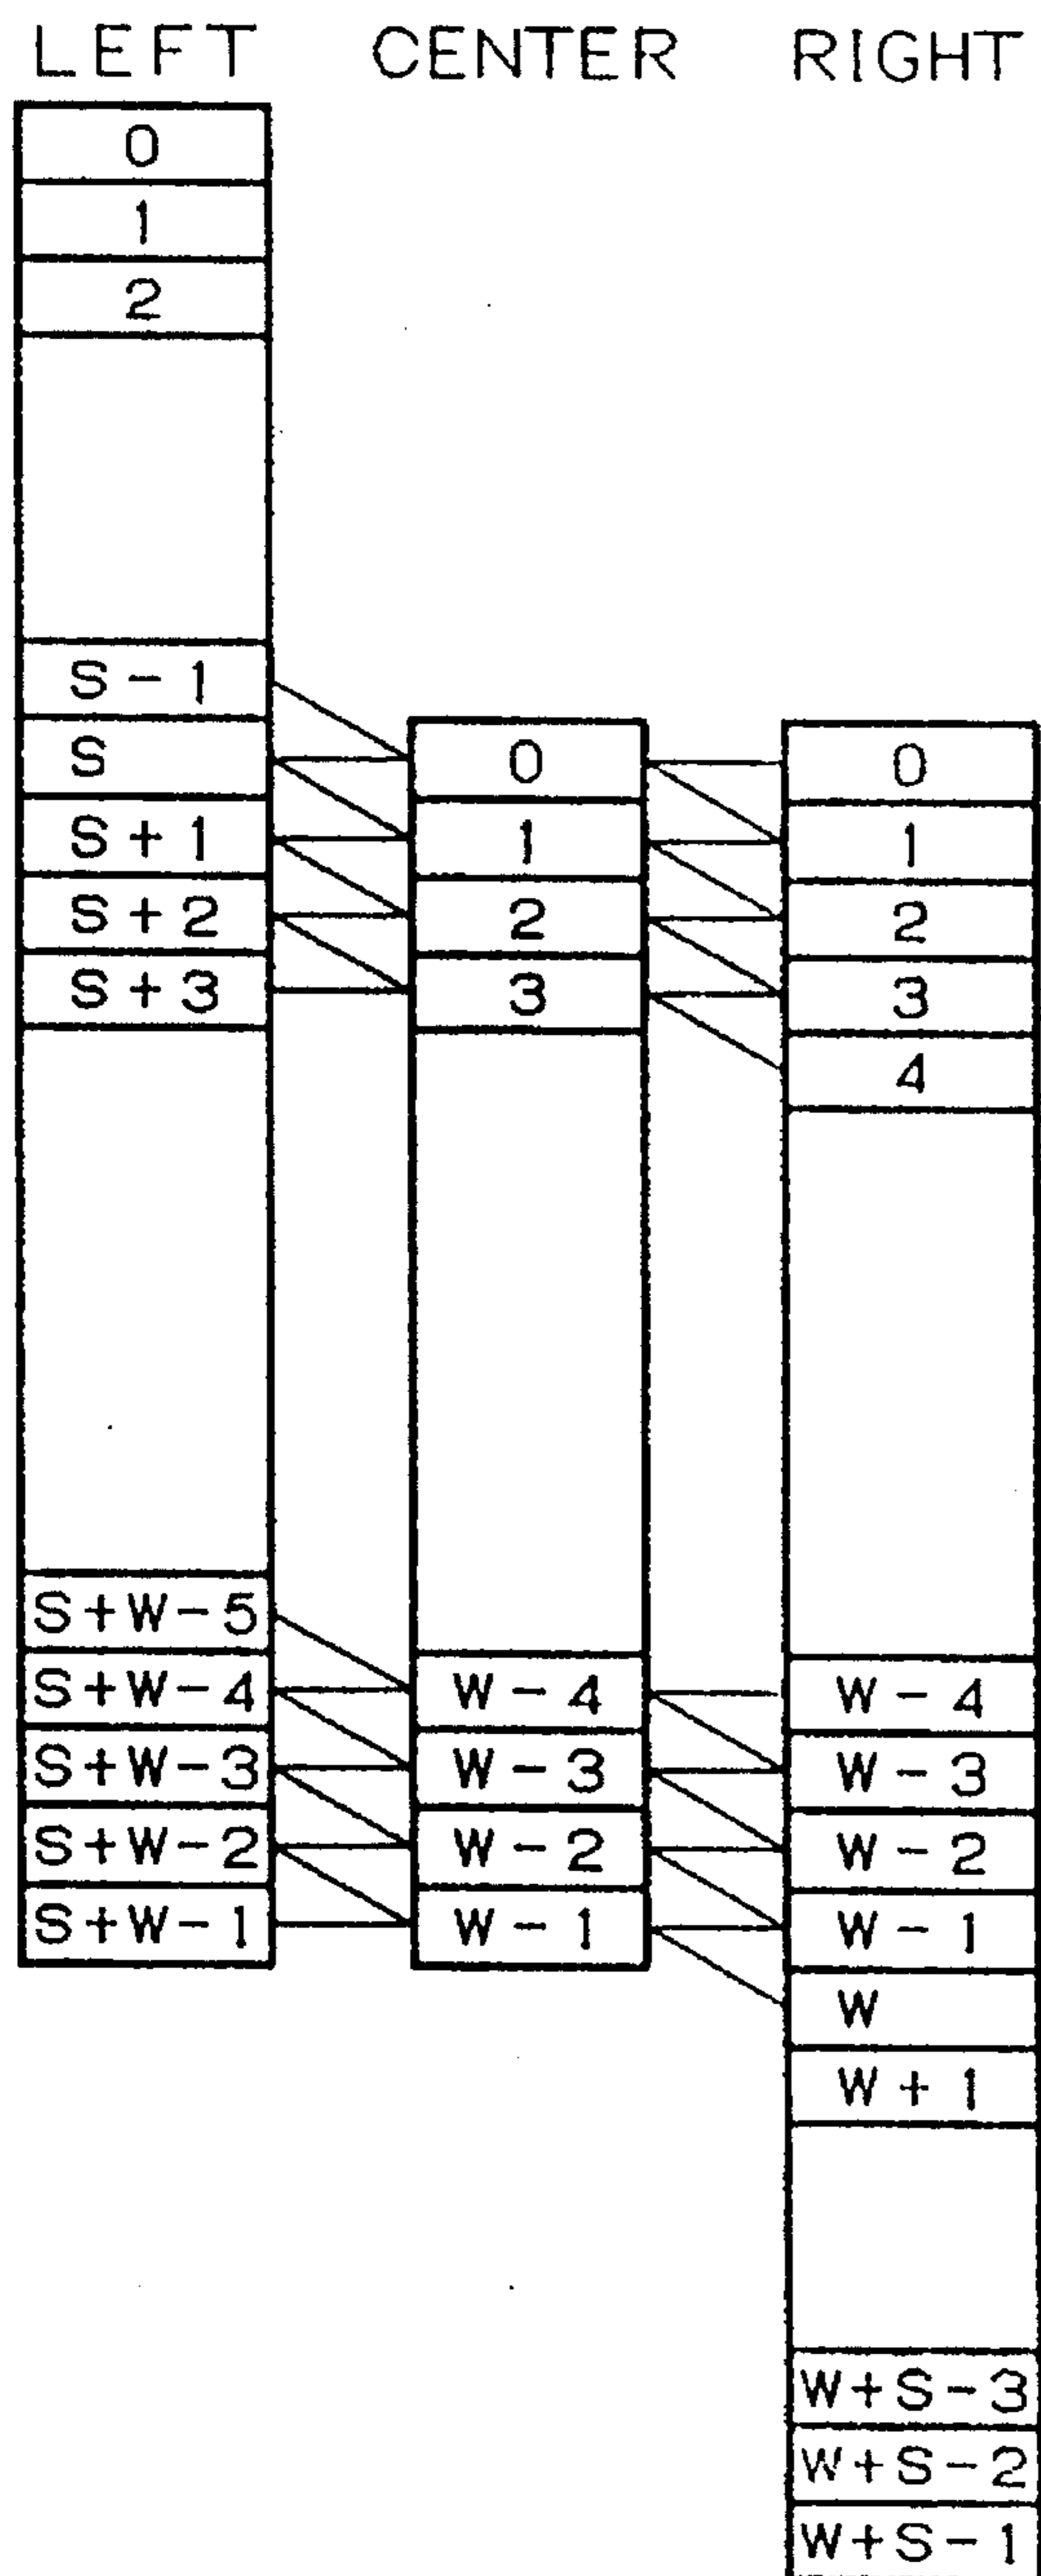 LEFT CENTER RIGHT
0
1
2
S-1
S 0 0
S+1 1 1
S+2 2 2
S+3 3 3
4
S+W-5
S+W-4 W-4 W-4
S+W-3 W-3 W-3
S+W-2 W-2 W-2
S+W-1 W-1 W-1
W
W+1
W+S-3
W+S-2
W+S-1